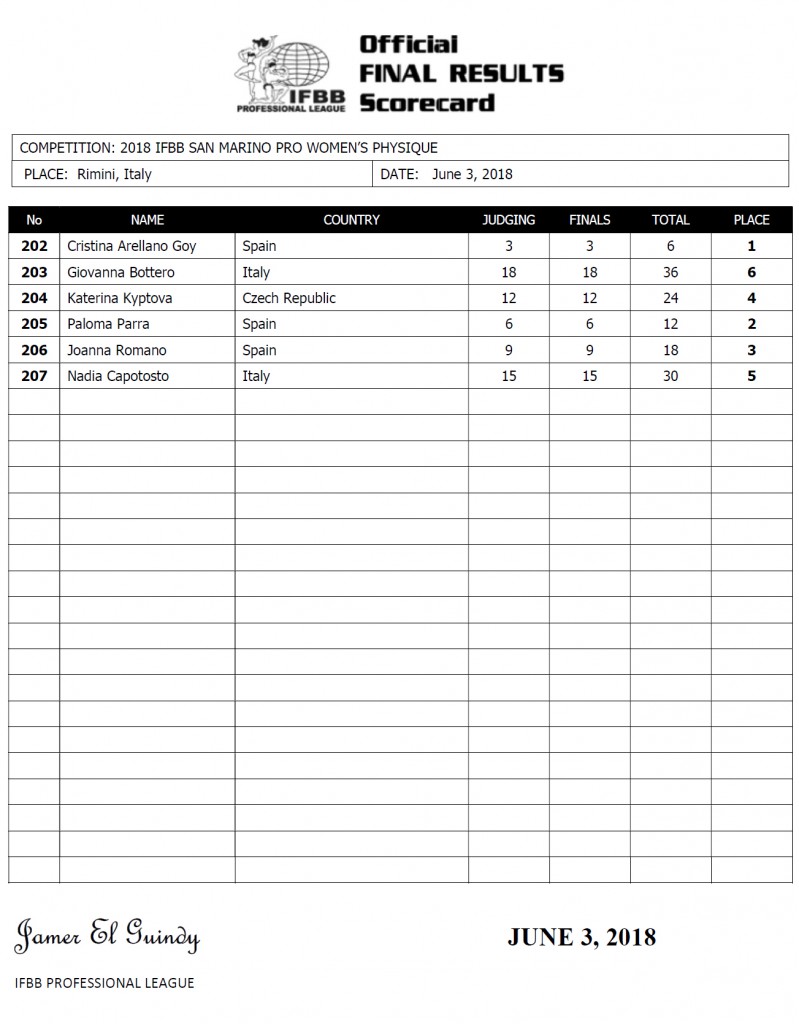 Official
FINAL RESULTS
Scorecard
IFBB
PROFESSIONAL LEAGUE
COMPETITION: 2018 IFBB SAN MARINO PRO WOMEN'S PHYSIQUE
PLACE: Rimini, Italy DATE: June 3, 2018
No NAME COUNTRY JUDGING FINALS TOTAL PLACE
202 Cristina Arellano Goy Spain 3 3 6 1
203 Giovanna Bottero Italy 18 18 36 6
204 Katerina Kyptova Czech Republic 12 12 24 4
205 Paloma Parra Spain 6 6 12 2
206 Joanna Romano Spain 9 9 18 3
207 Nadia Capotosto Italy 15 15 30 5
Jamer El Guindy JUNE 3, 2018
IFBB PROFESSIONAL LEAGUE